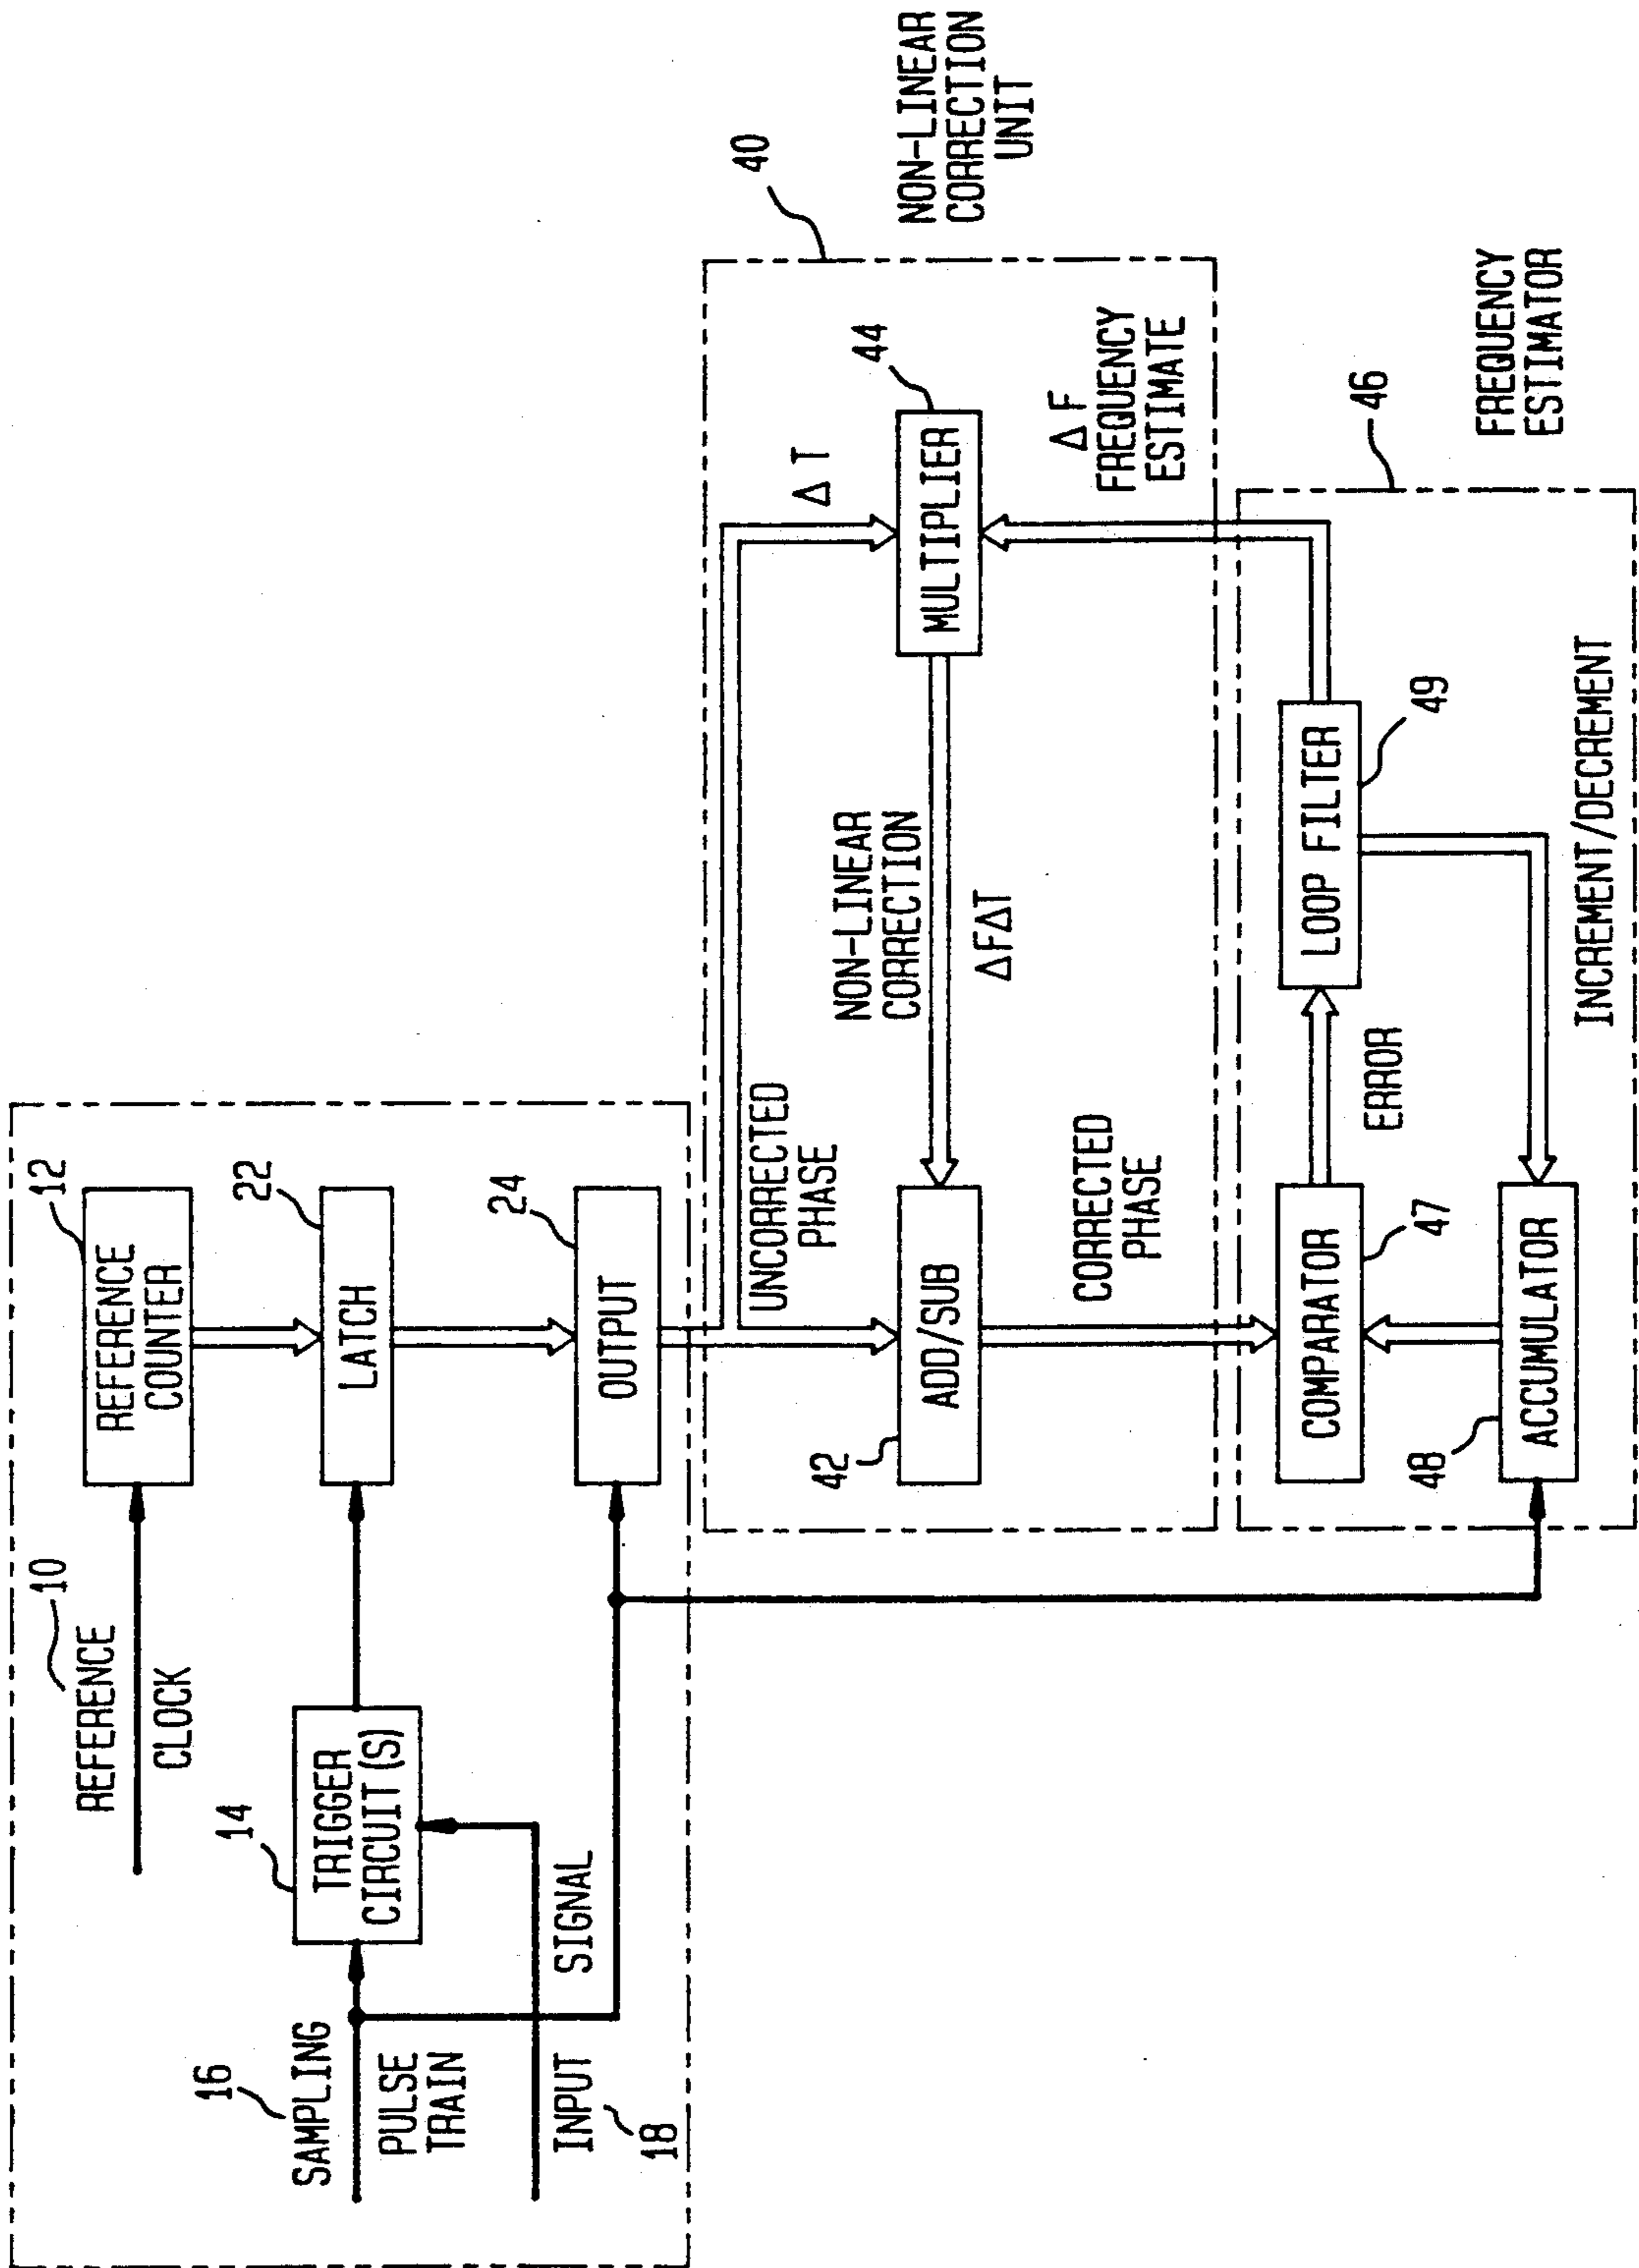 10
REFERENCE
CLOCK
12
REFERENCE
COUNTER
16
SAMPLING
PULSE
TRAIN
14
TRIGGER
CIRCUIT(S)
22
LATCH
INPUT
18
SIGNAL
24
OUTPUT
40
NON-LINEAR
CORRECTION
UNIT
UNCORRECTED
PHASE
Δ T
42
ADD/SUB
NON-LINEAR
CORRECTION
ΔFΔT
44
MULTIPLIER
CORRECTED
PHASE
Δ F
FREQUENCY
ESTIMATE
46
FREQUENCY
ESTIMATOR
COMPARATOR
47
ERROR
LOOP FILTER
49
48
ACCUMULATOR
INCREMENT/DECREMENT